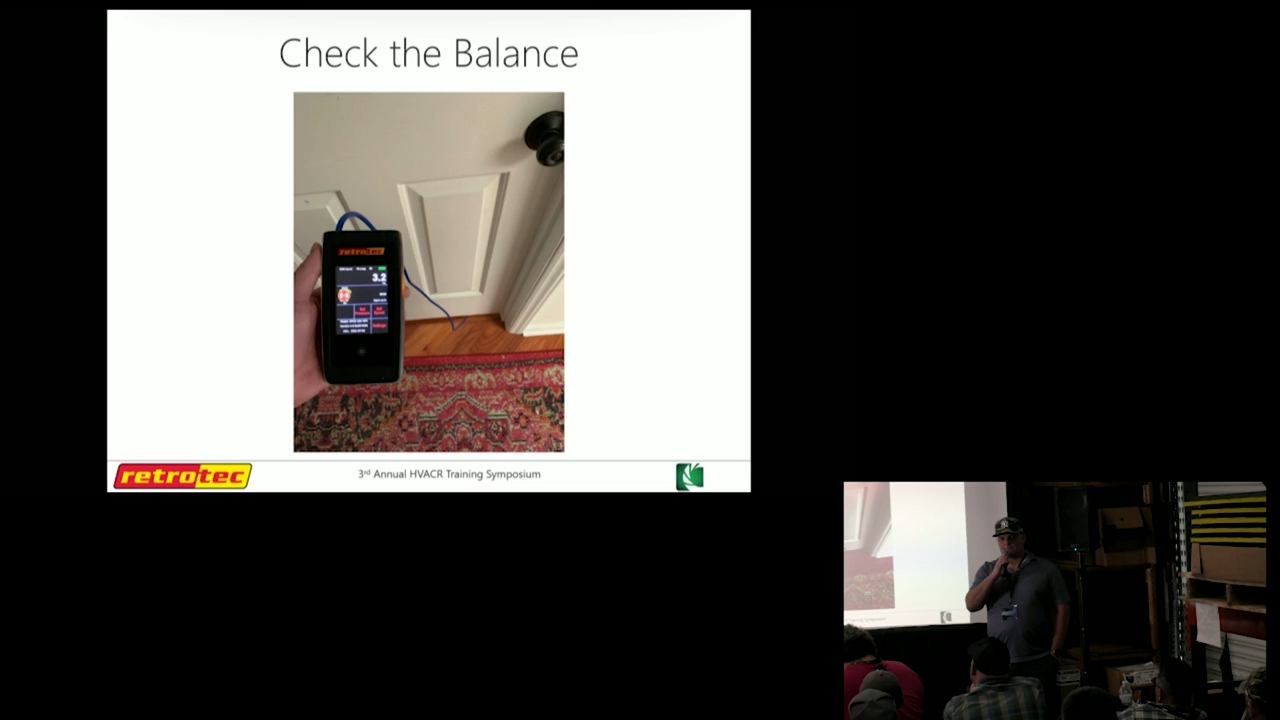 Check the Balance
retrotec
3.2
retrotec
3rd Annual HVACR Training Symposium